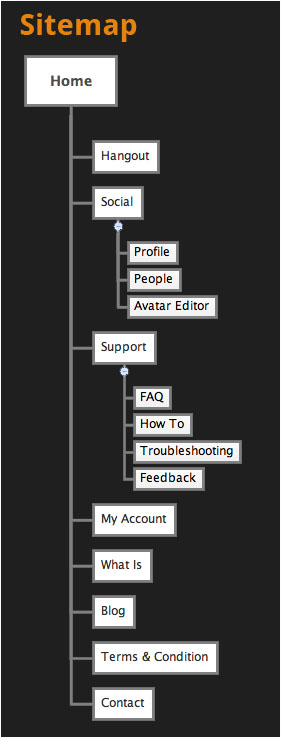 Sitemap
Home
Hangout
Social
Profile
People
Avatar Editor
Support
FAQ
How To
Troubleshooting
Feedback
My Account
What Is
Blog
Terms & Condition
Contact